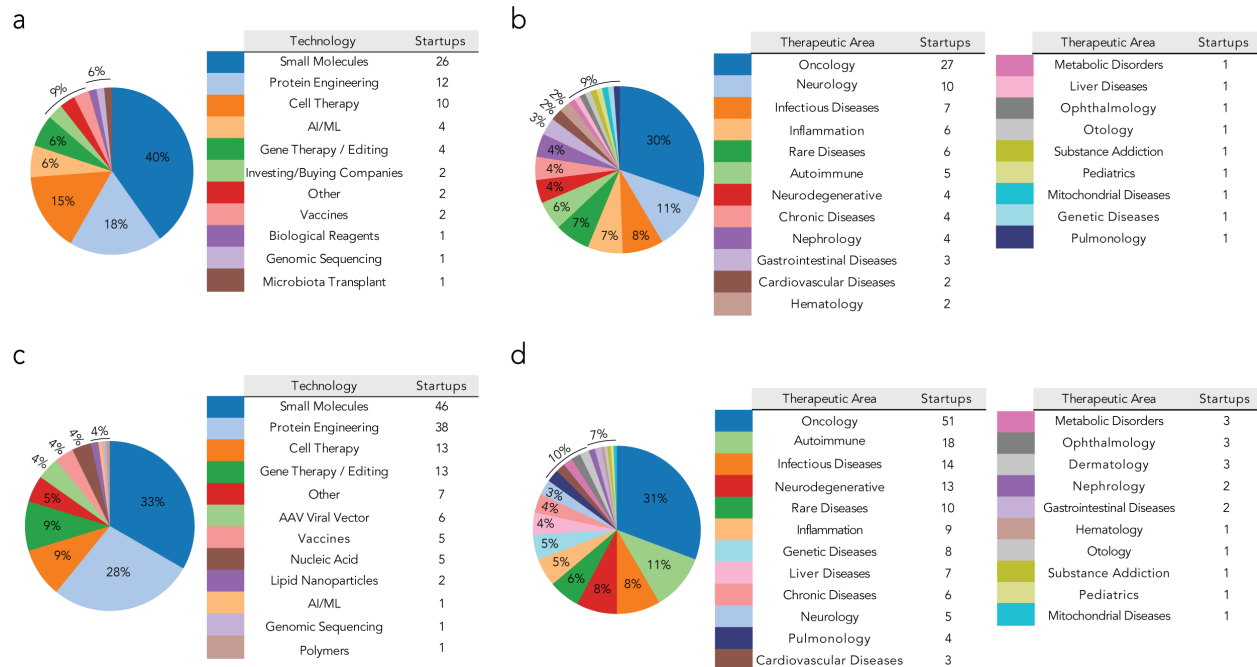 a
Technology Startups
Small Molecules 26
Protein Engineering 12
Cell Therapy 10
AI/ML 4
Gene Therapy / Editing 4
Investing/Buying Companies 2
Other 2
Vaccines 2
Biological Reagents 1
Genomic Sequencing 1
Microbiota Transplant 1
40%
18%
15%
6%
6%
9%
6%
b
Therapeutic Area Startups
Oncology 27
Neurology 10
Infectious Diseases 7
Inflammation 6
Rare Diseases 6
Autoimmune 5
Neurodegenerative 4
Chronic Diseases 4
Nephrology 4
Gastrointestinal Diseases 3
Cardiovascular Diseases 2
Hematology 2
Therapeutic Area Startups
Metabolic Disorders 1
Liver Diseases 1
Ophthalmology 1
Otology 1
Substance Addiction 1
Pediatrics 1
Mitochondrial Diseases 1
Genetic Diseases 1
Pulmonology 1
30%
11%
8%
7%
7%
6%
4%
4%
4%
3%
2%
2%
9%
c
Technology Startups
Small Molecules 46
Protein Engineering 38
Cell Therapy 13
Gene Therapy / Editing 13
Other 7
AAV Viral Vector 6
Vaccines 5
Nucleic Acid 5
Lipid Nanoparticles 2
AI/ML 1
Genomic Sequencing 1
Polymers 1
33%
28%
9%
9%
5%
4%
4%
4%
4%
d
Therapeutic Area Startups
Oncology 51
Autoimmune 18
Infectious Diseases 14
Neurodegenerative 13
Rare Diseases 10
Inflammation 9
Genetic Diseases 8
Liver Diseases 7
Chronic Diseases 6
Neurology 5
Pulmonology 4
Cardiovascular Diseases 3
Therapeutic Area Startups
Metabolic Disorders 3
Ophthalmology 3
Dermatology 3
Nephrology 2
Gastrointestinal Diseases 2
Hematology 1
Otology 1
Substance Addiction 1
Pediatrics 1
Mitochondrial Diseases 1
31%
11%
8%
8%
6%
5%
5%
4%
4%
3%
10%
7%